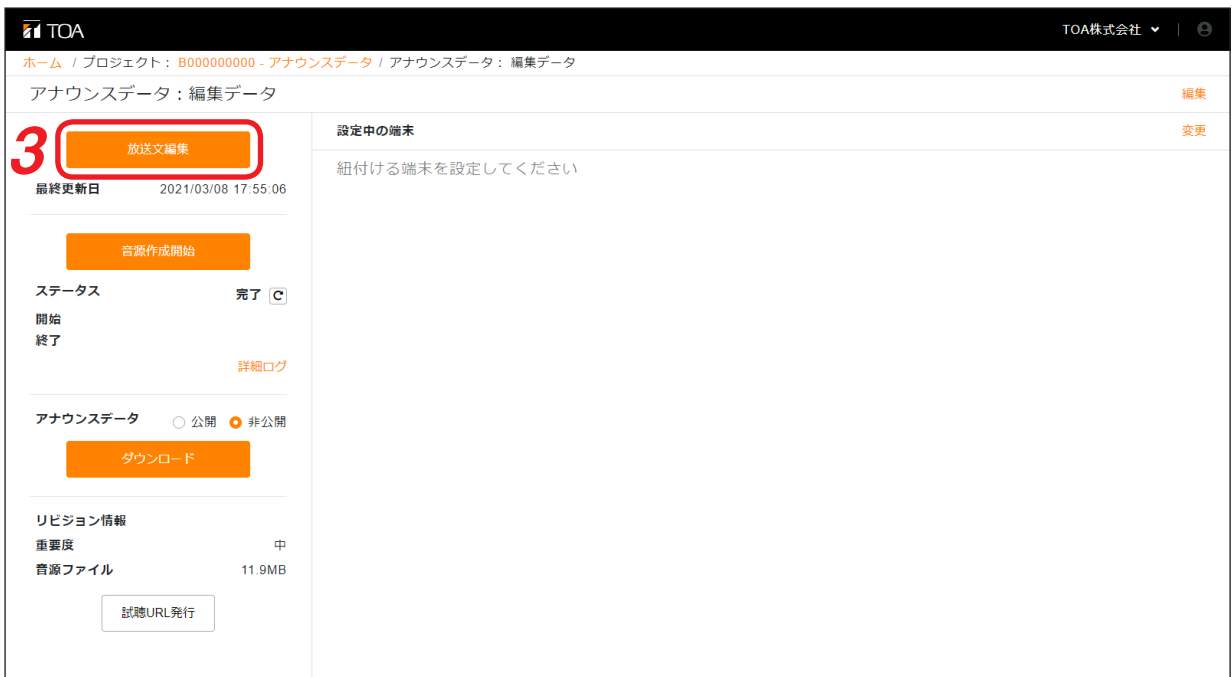 TOA
TOA株式会社
ホーム / プロジェクト： B000000000 - アナウンスデータ / アナウンスデータ： 編集データ
アナウンスデータ：編集データ
編集
3
放送文編集
最終更新日 2021/03/08 17:55:06
音源作成開始
ステータス 完了
開始
終了
詳細ログ
アナウンスデータ 公開 非公開
ダウンロード
リビジョン情報
重要度 中
音源ファイル 11.9MB
試聴URL発行
設定中の端末
変更
紐付ける端末を設定してください